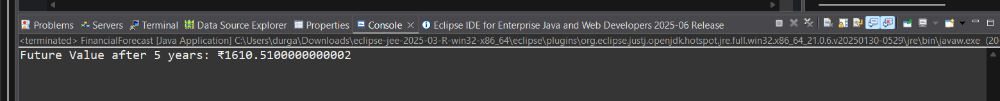 Problems Servers Terminal Data Source Explorer Properties Console Eclipse IDE for Enterprise Java and Web Developers 2025-06 Release
<terminated> FinancialForecast [Java Application] C:\Users\durga\Downloads\eclipse-jee-2025-03-R-win32-x86_64\eclipse\plugins\org.eclipse.justj.openjdk.hotspot.jre.full.win32.x86_64_21.0.6.v20250130-0529\jre\bin\javaw.exe (20-
Future Value after 5 years: ₹1610.5100000000002